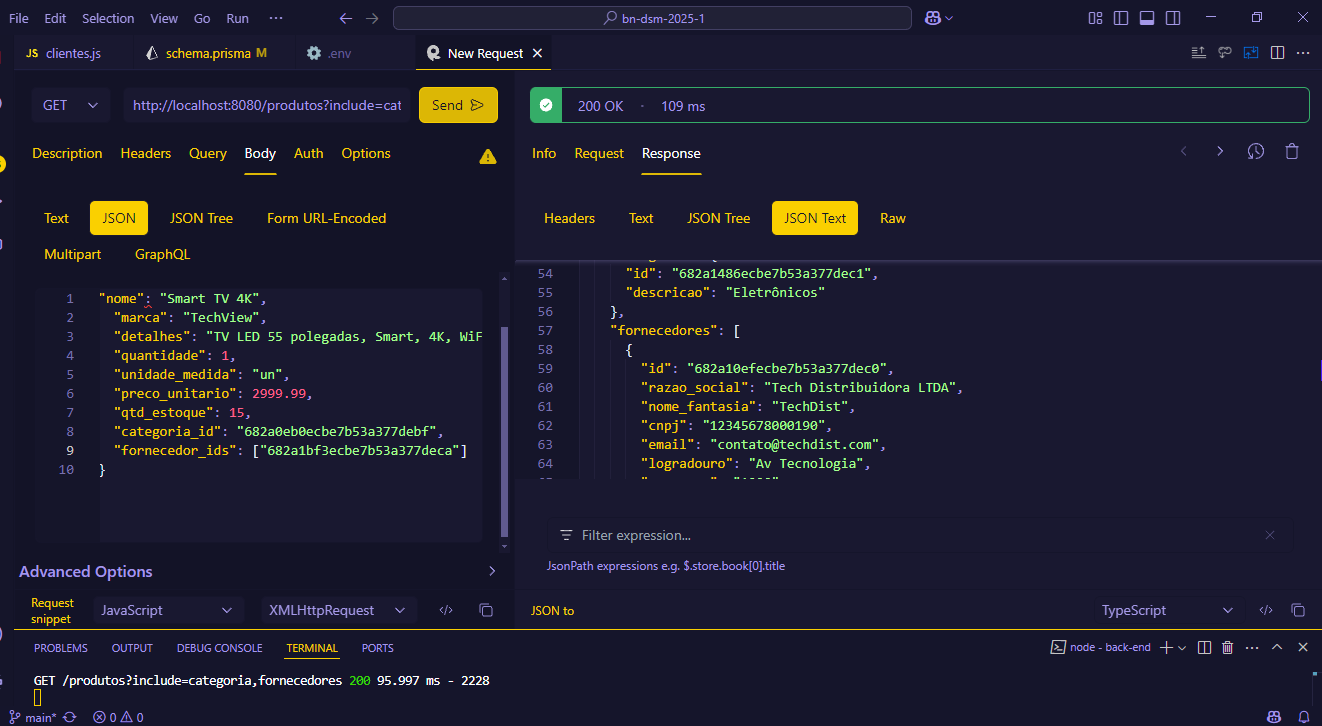 File Edit Selection View Go Run ··· bn-dsm-2025-1
JS clientes.js schema.prisma M .env New Request
GET http://localhost:8080/produtos?include=cat Send
200 OK · 109 ms
Description Headers Query Body Auth Options
Info Request Response
Text JSON JSON Tree Form URL-Encoded
Multipart GraphQL
Headers Text JSON Tree JSON Text Raw
1 "nome": "Smart TV 4K",
2 "marca": "TechView",
3 "detalhes": "TV LED 55 polegadas, Smart, 4K, WiF
4 "quantidade": 1,
5 "unidade_medida": "un",
6 "preco_unitario": 2999.99,
7 "qtd_estoque": 15,
8 "categoria_id": "682a0eb0ecbe7b53a377debf",
9 "fornecedor_ids": ["682a1bf3ecbe7b53a377deca"]
10 }
54 "id": "682a1486ecbe7b53a377dec1",
55 "descricao": "Eletrônicos"
56 },
57 "fornecedores": [
58 {
59 "id": "682a10efecbe7b53a377dec0",
60 "razao_social": "Tech Distribuidora LTDA",
61 "nome_fantasia": "TechDist",
62 "cnpj": "12345678000190",
63 "email": "contato@techdist.com",
64 "logradouro": "Av Tecnologia",
Filter expression...
JsonPath expressions e.g. $.store.book[0].title
Advanced Options
Request snippet JavaScript XMLHttpRequest </>
JSON to TypeScript </>
PROBLEMS OUTPUT DEBUG CONSOLE TERMINAL PORTS node - back-end
GET /produtos?include=categoria,fornecedores 200 95.997 ms - 2228
main* 0 0